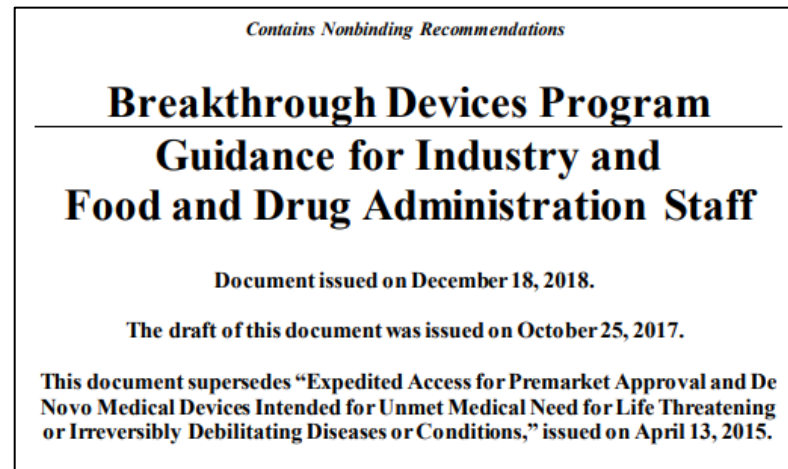 Contains Nonbinding Recommendations
Breakthrough Devices Program
Guidance for Industry and
Food and Drug Administration Staff
Document issued on December 18, 2018.
The draft of this document was issued on October 25, 2017.
This document supersedes “Expedited Access for Premarket Approval and De
Novo Medical Devices Intended for Unmet Medical Need for Life Threatening
or Irreversibly Debilitating Diseases or Conditions,” issued on April 13, 2015.